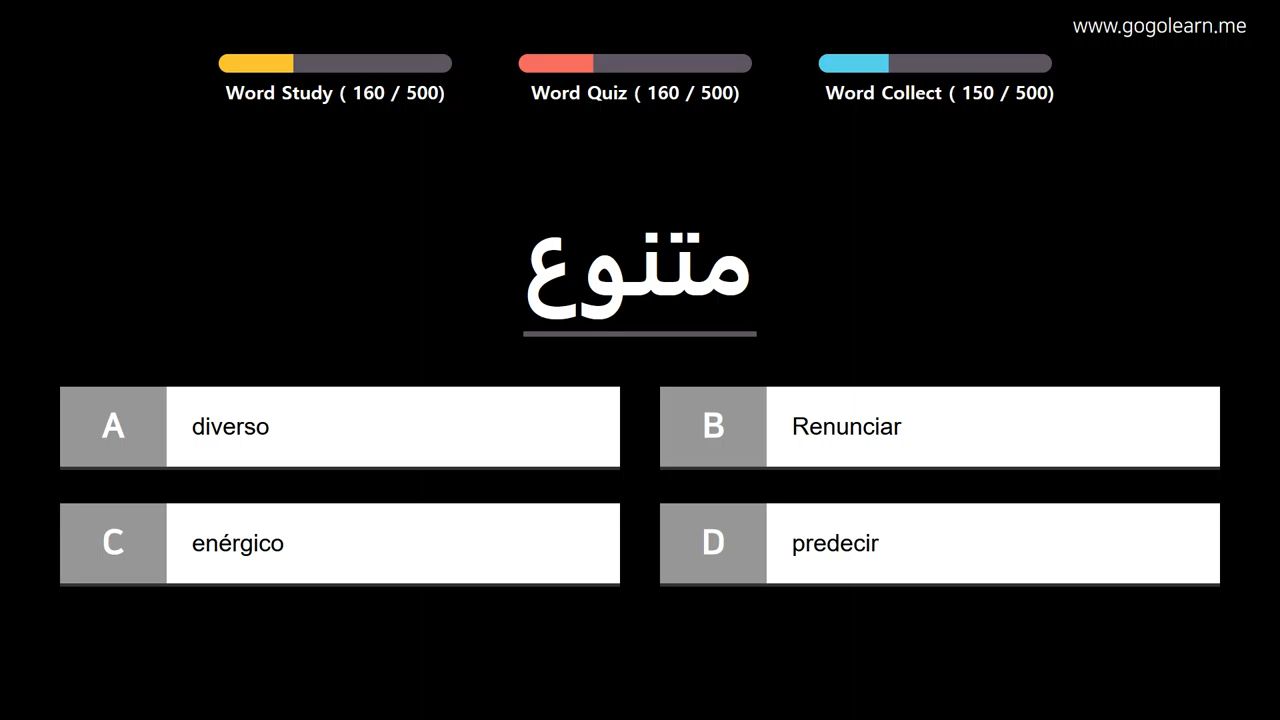 www.gogolearn.me
Word Study ( 160 / 500)
Word Quiz ( 160 / 500)
Word Collect ( 150 / 500)
متنوع
A diverso
B Renunciar
C enérgico
D predecir